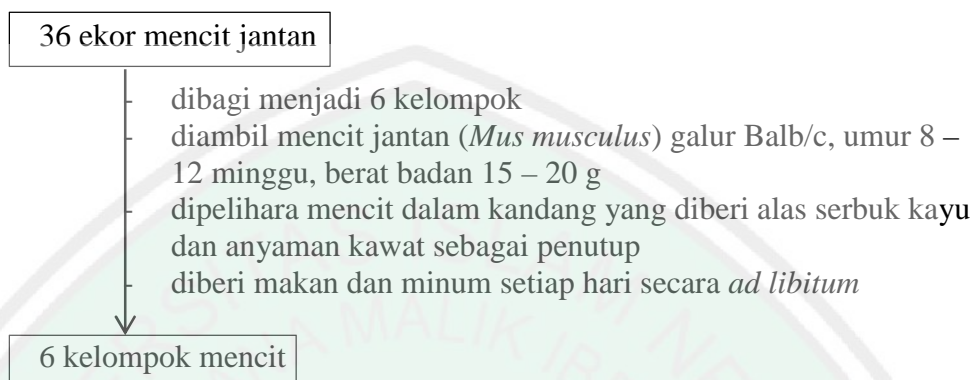 36 ekor mencit jantan
- dibagi menjadi 6 kelompok
- diambil mencit jantan (Mus musculus) galur Balb/c, umur 8 –
12 minggu, berat badan 15 – 20 g
- dipelihara mencit dalam kandang yang diberi alas serbuk kayu
dan anyaman kawat sebagai penutup
- diberi makan dan minum setiap hari secara ad libitum
6 kelompok mencit